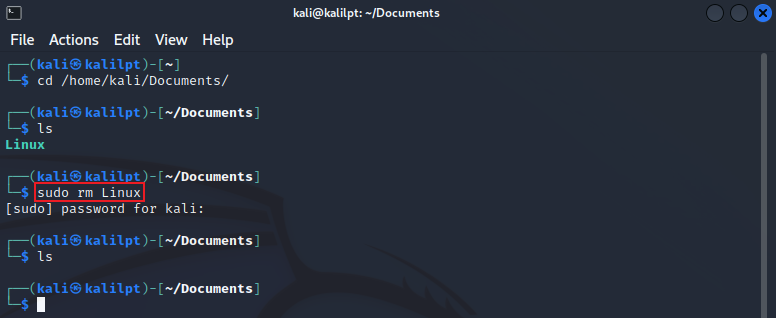 kali@kalilpt: ~/Documents
File Actions Edit View Help
┌──(kali㉿kalilpt)-[~]
└─$ cd /home/kali/Documents/
┌──(kali㉿kalilpt)-[~/Documents]
└─$ ls
Linux
┌──(kali㉿kalilpt)-[~/Documents]
└─$ sudo rm Linux
[sudo] password for kali:
┌──(kali㉿kalilpt)-[~/Documents]
└─$ ls
┌──(kali㉿kalilpt)-[~/Documents]
└─$